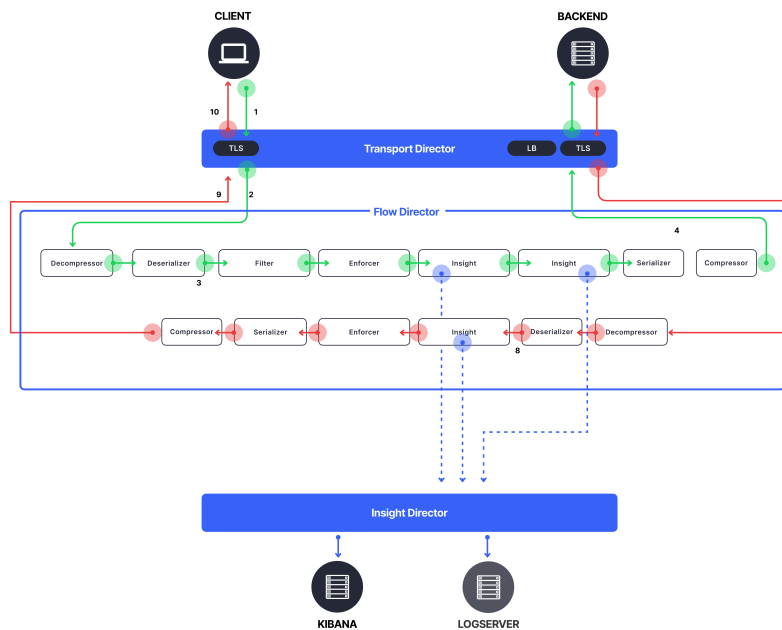 CLIENT
BACKEND
10
1
TLS
Transport Director
LB
TLS
9
2
Flow Director
4
Decompressor
Deserializer
Filter
Enforcer
Insight
Insight
Serializer
Compressor
3
Compressor
Serializer
Enforcer
Insight
Deserializer
Decompressor
8
Insight Director
KIBANA
LOGSERVER